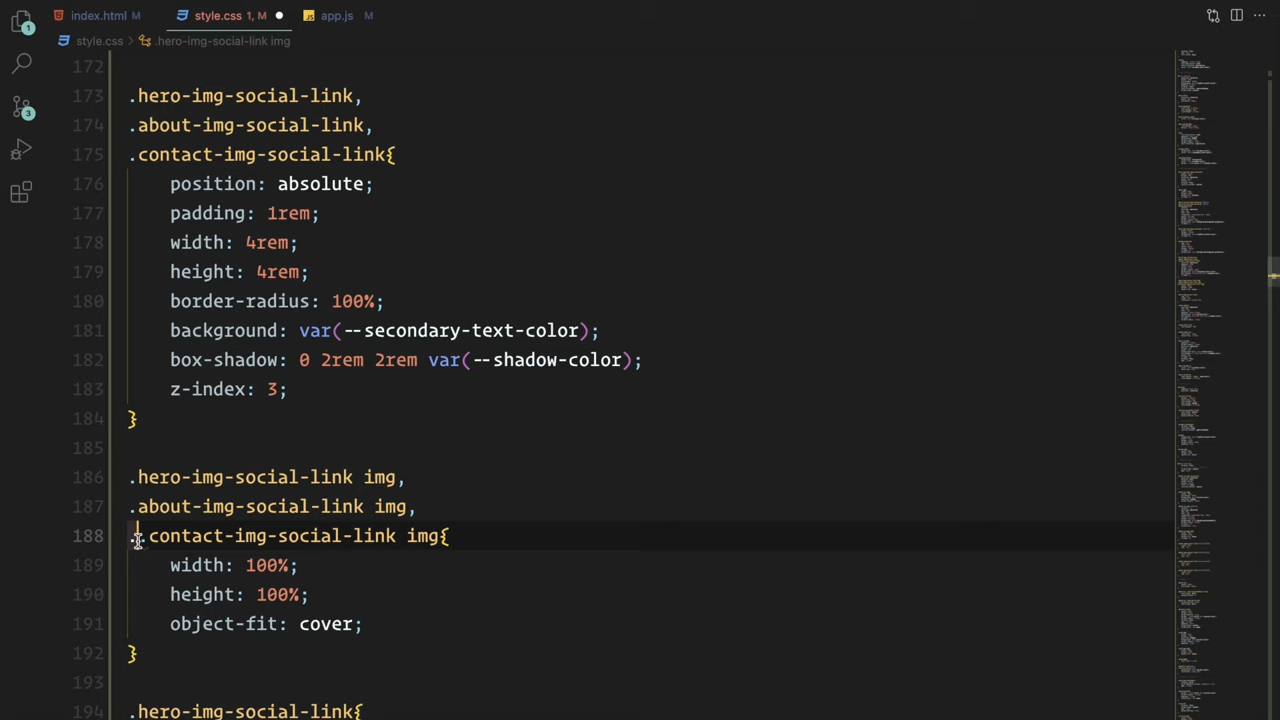 index.html M
style.css 1, M
app.js M
style.css > .hero-img-social-link img
1
3
172
173 .hero-img-social-link,
174 .about-img-social-link,
175 .contact-img-social-link{
176 position: absolute;
177 padding: 1rem;
178 width: 4rem;
179 height: 4rem;
180 border-radius: 100%;
181 background: var(--secondary-text-color);
182 box-shadow: 0 2rem 2rem var(--shadow-color);
183 z-index: 3;
184 }
185
186 .hero-img-social-link img,
187 .about-img-social-link img,
188 ..contact-img-social-link img{
189 width: 100%;
190 height: 100%;
191 object-fit: cover;
192 }
193
194 .hero-img-social-link{